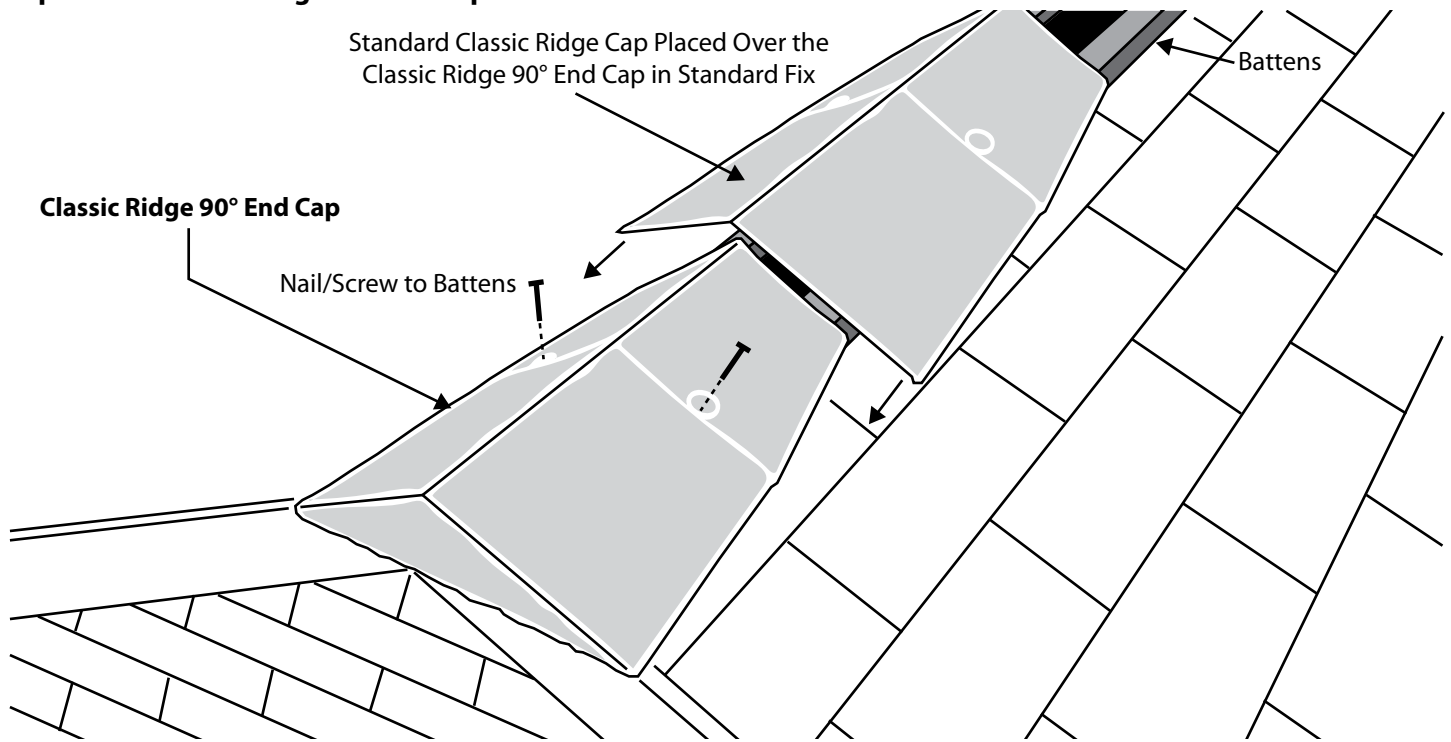 Standard Classic Ridge Cap Placed Over the
Classic Ridge 90° End Cap in Standard Fix
Battens
Classic Ridge 90° End Cap
Nail/Screw to Battens